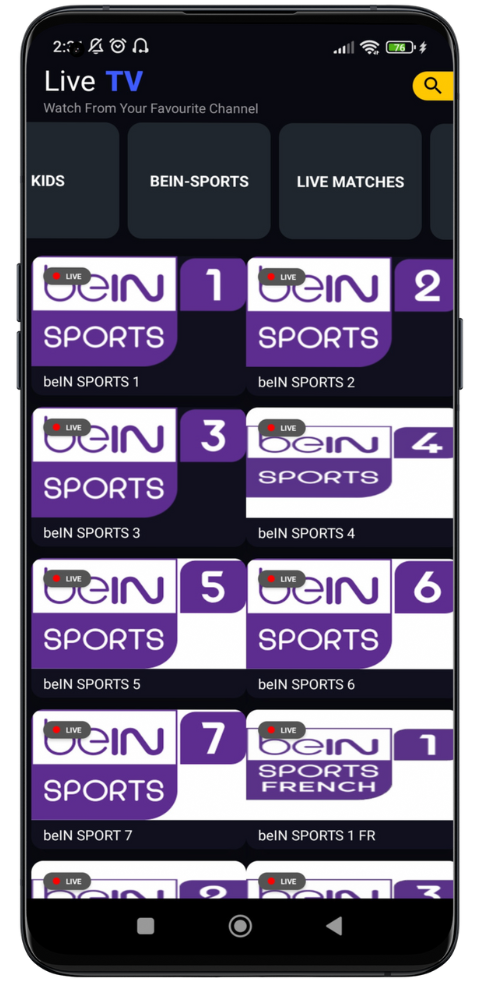 76
Live TV
Watch From Your Favourite Channel
KIDS
BEIN-SPORTS
LIVE MATCHES
LIVE
beIN 1
SPORTS
beIN SPORTS 1
LIVE
beIN 2
SPORTS
beIN SPORTS 2
LIVE
beIN 3
SPORTS
beIN SPORTS 3
LIVE
beIN 4
SPORTS
beIN SPORTS 4
LIVE
beIN 5
SPORTS
beIN SPORTS 5
LIVE
beIN 6
SPORTS
beIN SPORTS 6
LIVE
beIN 7
SPORTS
beIN SPORT 7
LIVE
beIN 1
SPORTS
FRENCH
beIN SPORTS 1 FR
LIVE
beIN 2
LIVE
beIN 3